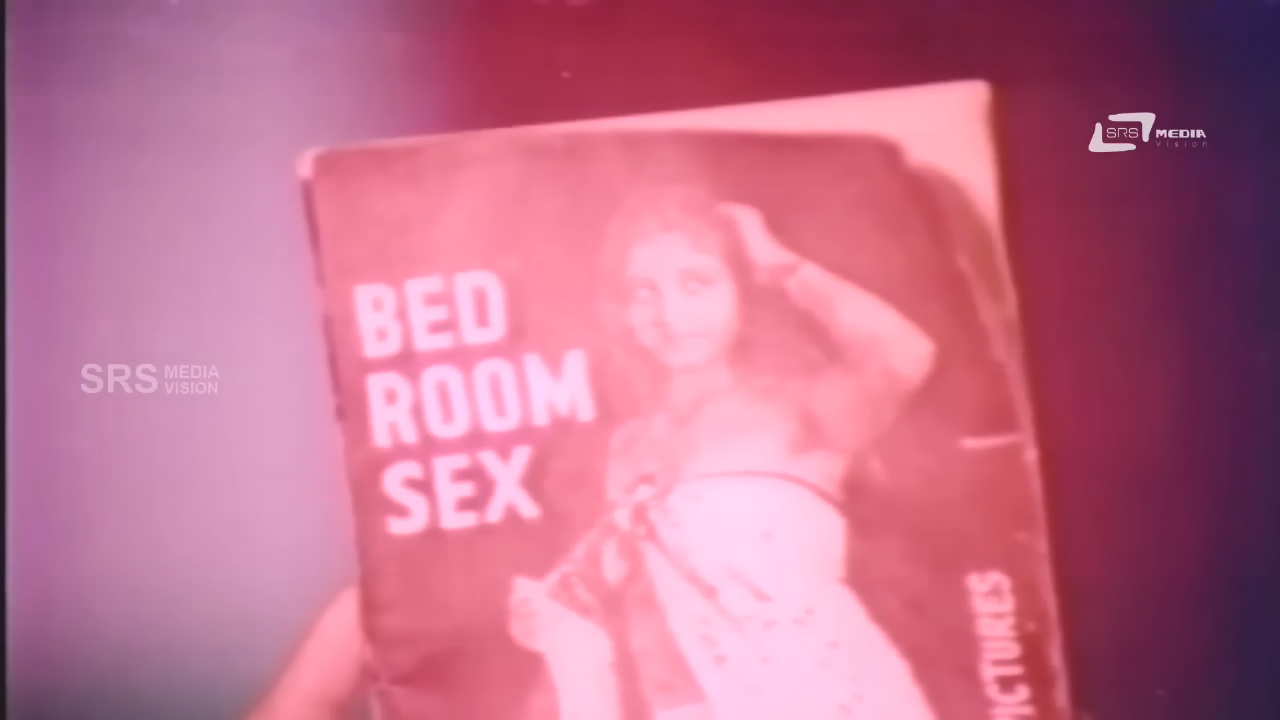 BED
ROOM
SEX
PICTURES
SRS MEDIA
Vision
SRS MEDIA
VISION